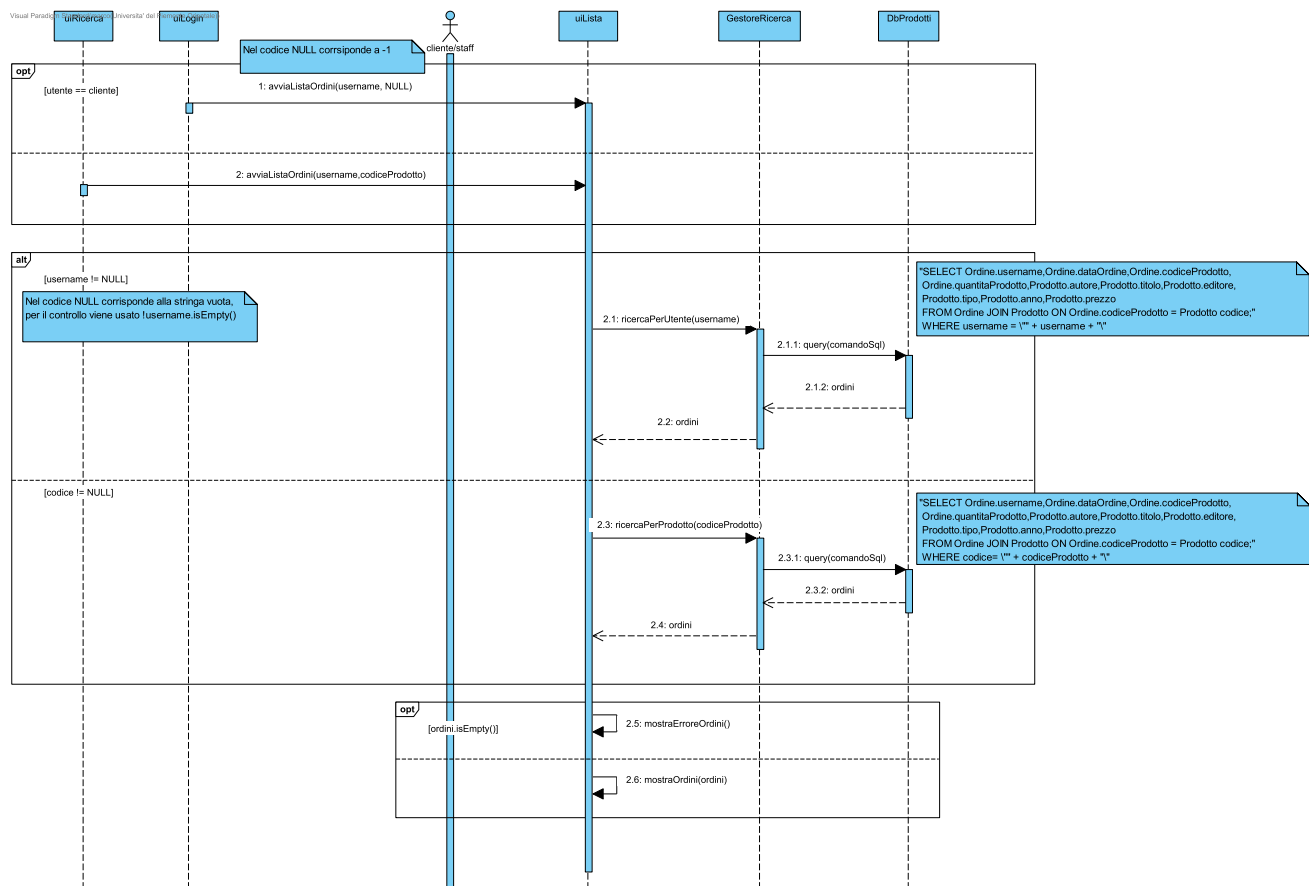 Visual Paradigm
uiRicerca
uiLogin
cliente/staff
uiLista
GestoreRicerca
DbProdotti
Nel codice NULL corrsiponde a -1
opt
[utente == cliente]
1: avviaListaOrdini(username, NULL)
2: avviaListaOrdini(username,codiceProdotto)
alt
[username != NULL]
Nel codice NULL corrisponde alla stringa vuota,
per il controllo viene usato !username.isEmpty()
"SELECT Ordine.username,Ordine.dataOrdine,Ordine.codiceProdotto,
Ordine.quantitaProdotto,Prodotto.autore,Prodotto.titolo,Prodotto.editore,
Prodotto.tipo,Prodotto.anno,Prodotto.prezzo
FROM Ordine JOIN Prodotto ON Ordine.codiceProdotto = Prodotto codice;"
WHERE username = \"" + username + "\"
2.1: ricercaPerUtente(username)
2.1.1: query(comandoSql)
2.1.2: ordini
2.2: ordini
[codice != NULL]
"SELECT Ordine.username,Ordine.dataOrdine,Ordine.codiceProdotto,
Ordine.quantitaProdotto,Prodotto.autore,Prodotto.titolo,Prodotto.editore,
Prodotto.tipo,Prodotto.anno,Prodotto.prezzo
FROM Ordine JOIN Prodotto ON Ordine.codiceProdotto = Prodotto codice;"
WHERE codice= \"" + codiceProdotto + "\"
2.3: ricercaPerProdotto(codiceProdotto)
2.3.1: query(comandoSql)
2.3.2: ordini
2.4: ordini
opt
[ordini.isEmpty()]
2.5: mostraErroreOrdini()
2.6: mostraOrdini(ordini)